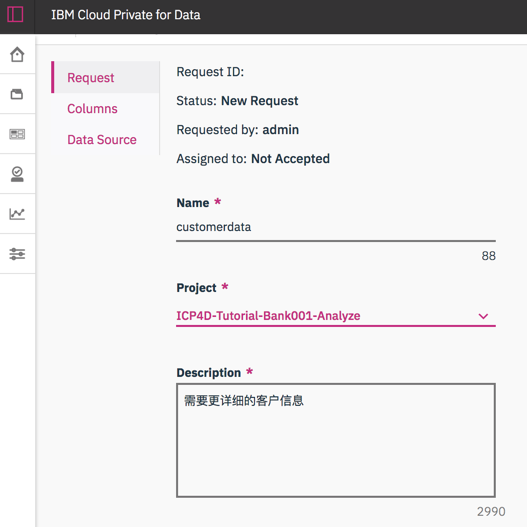 IBM Cloud Private for Data
Request
Columns
Data Source
Request ID:
Status: New Request
Requested by: admin
Assigned to: Not Accepted
Name *
customerdata
88
Project *
ICP4D-Tutorial-Bank001-Analyze
Description *
需要更详细的客户信息
2990